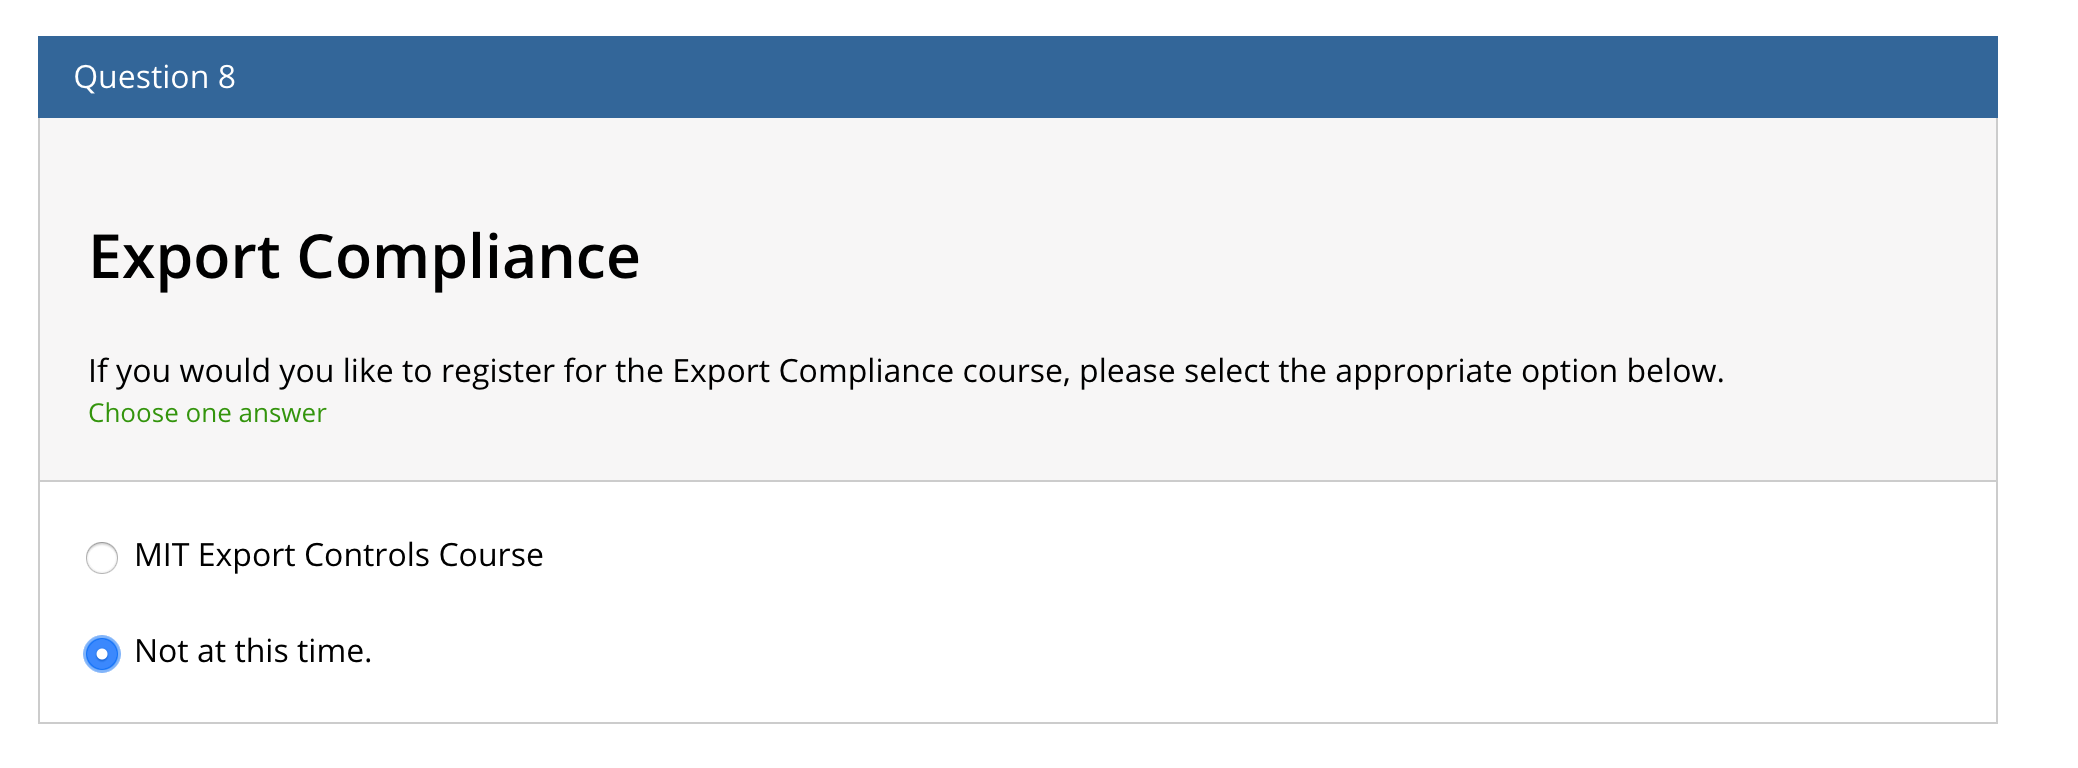 Question 8
Export Compliance
If you would you like to register for the Export Compliance course, please select the appropriate option below.
Choose one answer
MIT Export Controls Course
Not at this time.